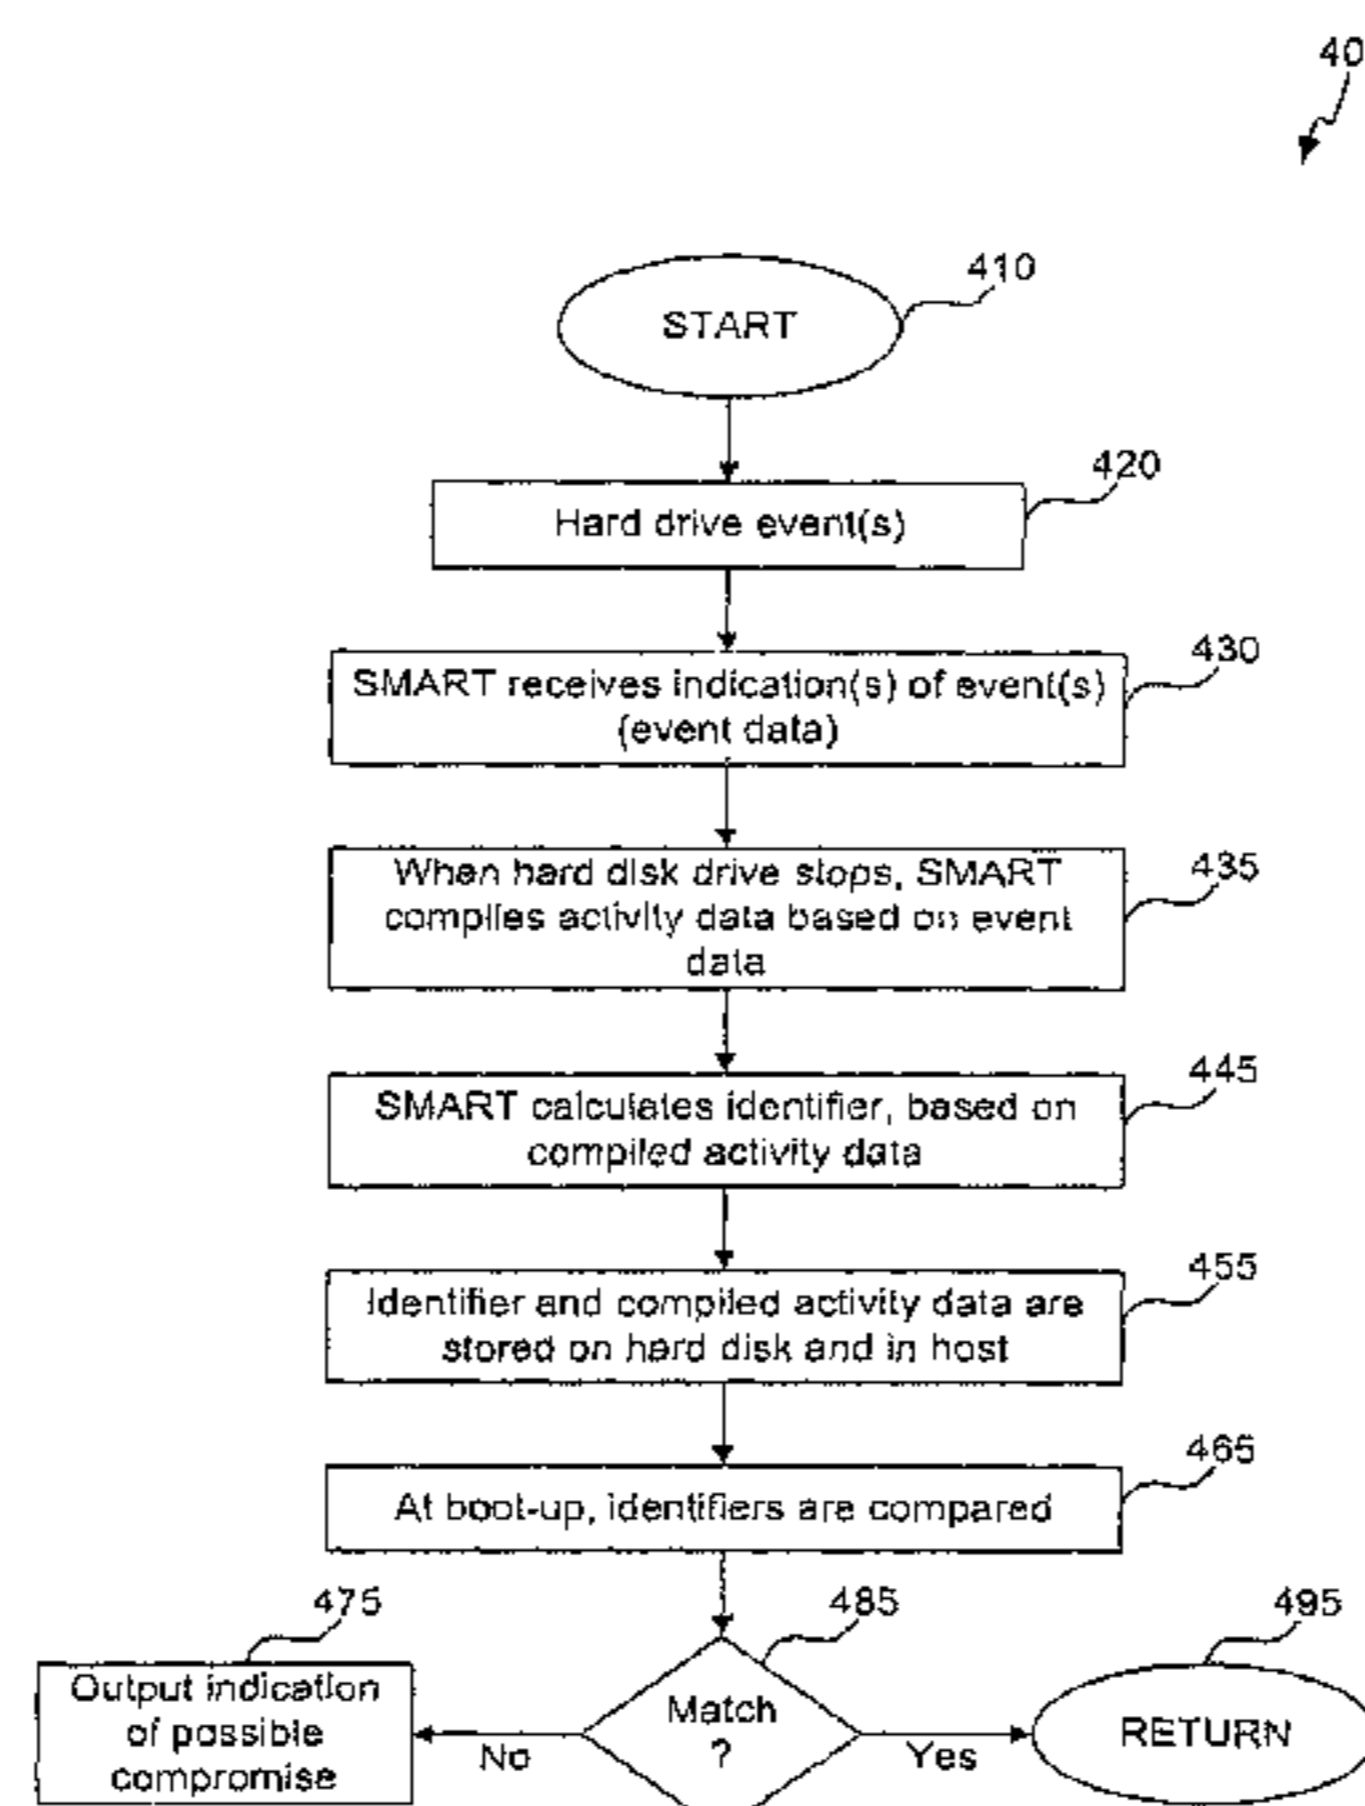 40
410
START
420
Hard drive event(s)
430
SMART receives indication(s) of event(s)
(event data)
435
When hard disk drive stops, SMART
compiles activity data based on event
data
445
SMART calculates identifier, based on
compiled activity data
455
Identifier and compiled activity data are
stored on hard disk and in host
465
At boot-up, identifiers are compared
475
485
495
Output indication
of possible
compromise
No
Match
?
Yes
RETURN